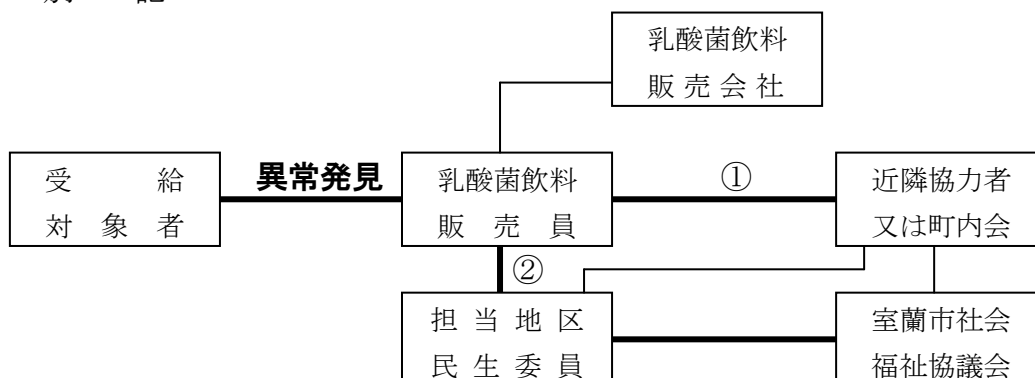 乳酸菌飲料
販売会社
受給
対象者
異常発見
乳酸菌飲料
販売員
①
近隣協力者
又は町内会
②
担当地区
民生委員
室蘭市社会
福祉協議会